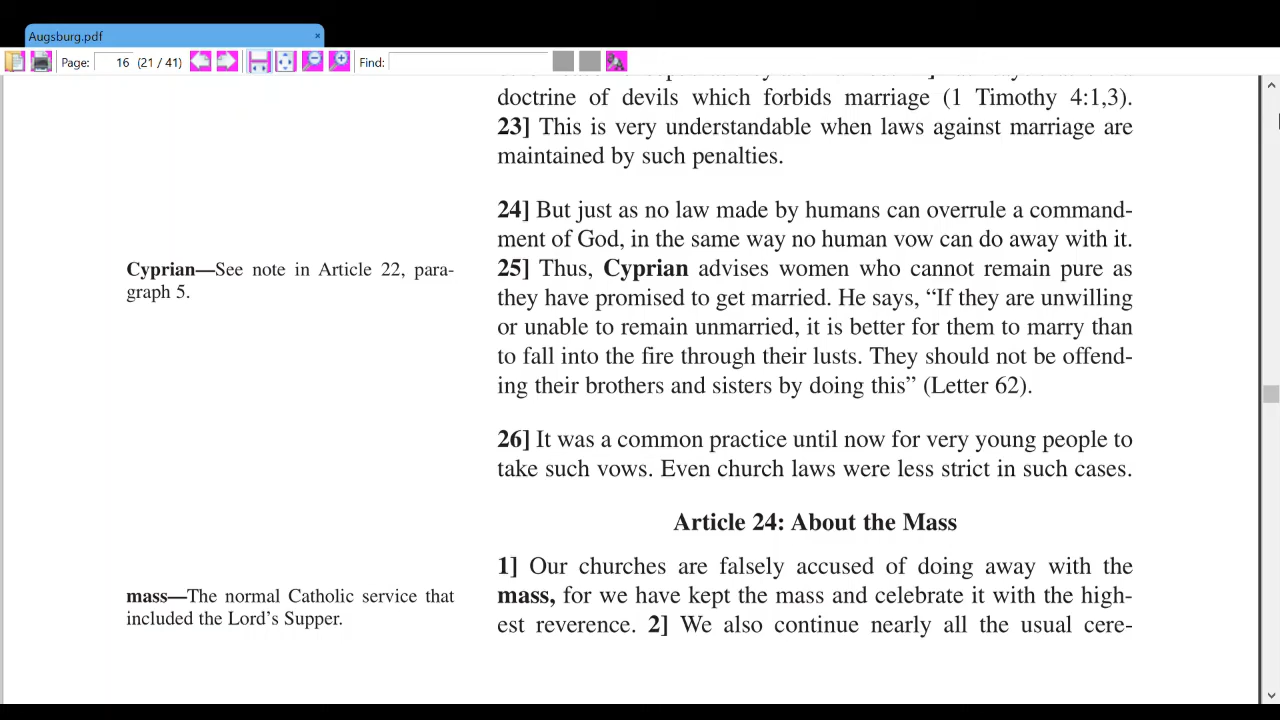 Augsburg.pdf ×
Page: 16 (21 / 41) Find:
doctrine of devils which forbids marriage (1 Timothy 4:1,3).
23] This is very understandable when laws against marriage are
maintained by such penalties.
24] But just as no law made by humans can overrule a command-
ment of God, in the same way no human vow can do away with it.
Cyprian—See note in Article 22, para-
graph 5.
25] Thus, Cyprian advises women who cannot remain pure as
they have promised to get married. He says, “If they are unwilling
or unable to remain unmarried, it is better for them to marry than
to fall into the fire through their lusts. They should not be offend-
ing their brothers and sisters by doing this” (Letter 62).
26] It was a common practice until now for very young people to
take such vows. Even church laws were less strict in such cases.
Article 24: About the Mass
1] Our churches are falsely accused of doing away with the
mass, for we have kept the mass and celebrate it with the high-
est reverence. 2] We also continue nearly all the usual cere-
mass—The normal Catholic service that
included the Lord’s Supper.